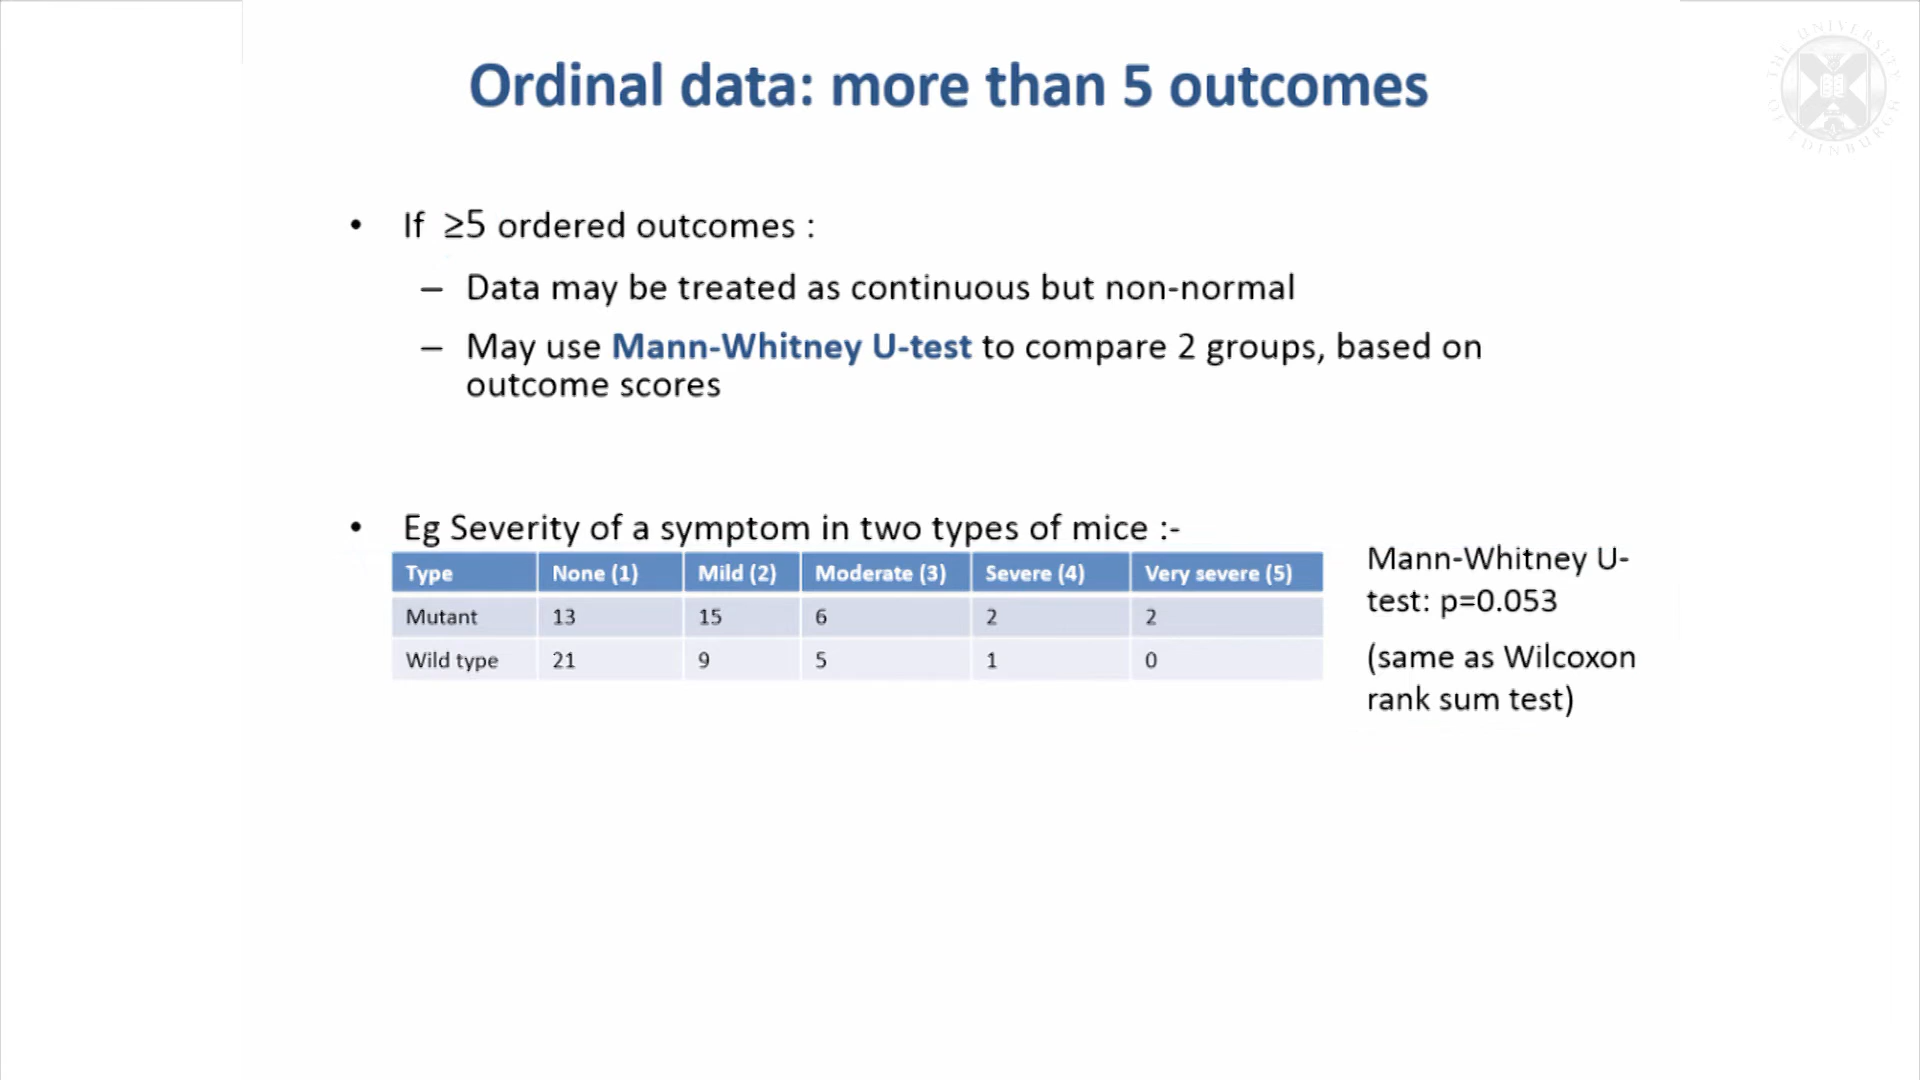 Ordinal data: more than 5 outcomes
THE UNIVERSITY OF EDINBURGH
• If ≥5 ordered outcomes :
– Data may be treated as continuous but non-normal
– May use Mann-Whitney U-test to compare 2 groups, based on
outcome scores
• Eg Severity of a symptom in two types of mice :-
Type None (1) Mild (2) Moderate (3) Severe (4) Very severe (5)
Mutant 13 15 6 2 2
Wild type 21 9 5 1 0
Mann-Whitney U-
test: p=0.053
(same as Wilcoxon
rank sum test)